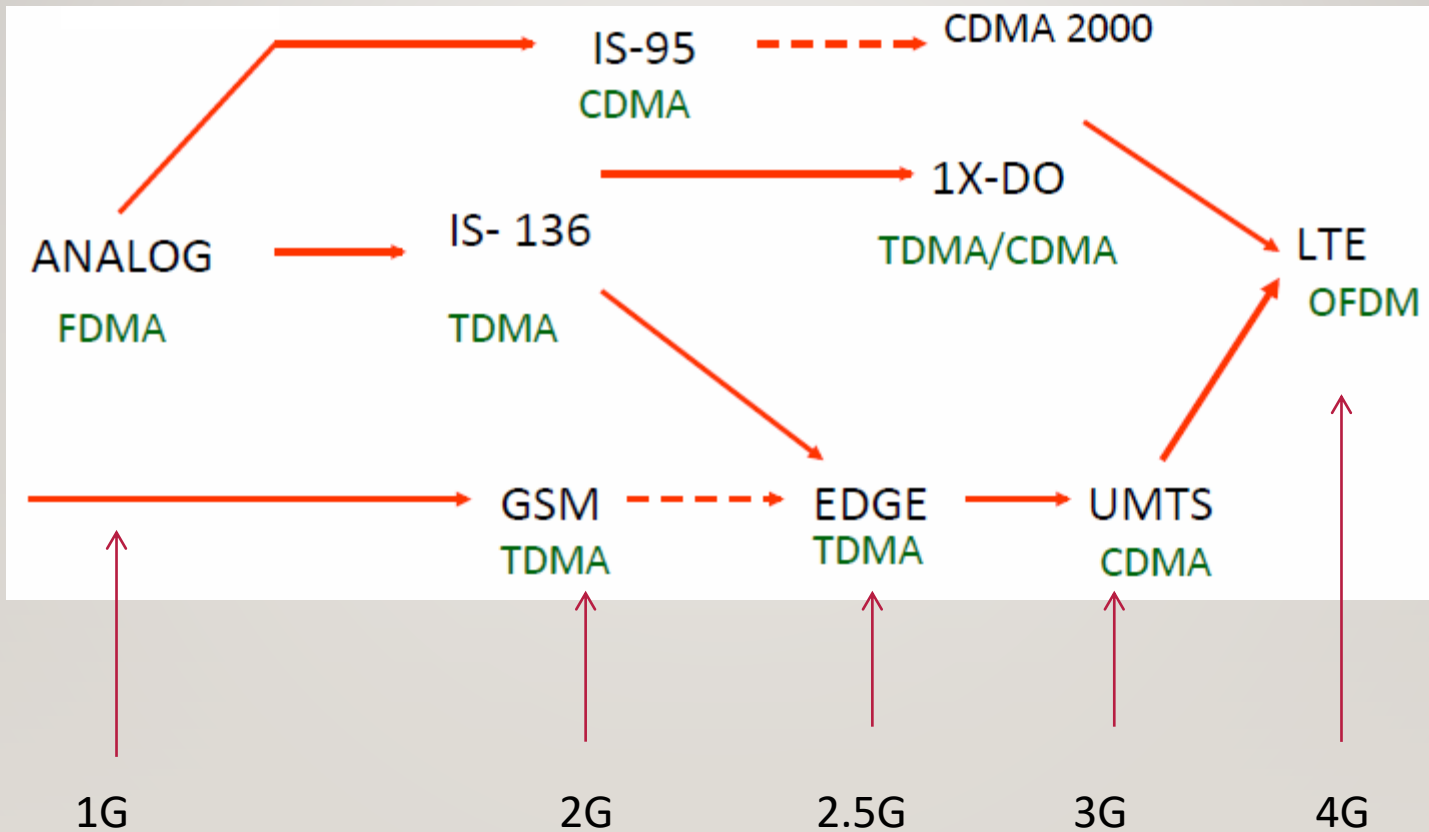 IS-95
CDMA 2000
CDMA
1X-DO
IS- 136
ANALOG
TDMA/CDMA
LTE
FDMA
TDMA
OFDM
GSM
EDGE
UMTS
TDMA
TDMA
CDMA
1G
2G
2.5G
3G
4G